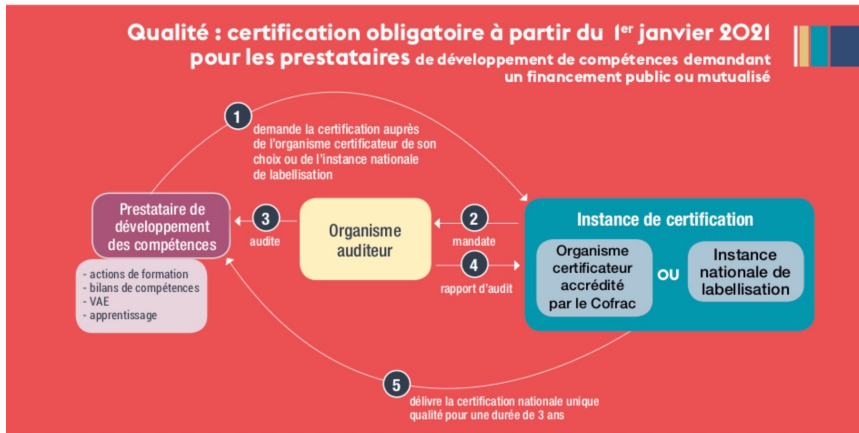 Qualité : certification obligatoire à partir du 1er janvier 2021
pour les prestataires de développement de compétences demandant
un financement public ou mutualisé
1
demande la certification auprès
de l'organisme certificateur de son
choix ou de l'instance nationale
de labellisation
Prestataire de
développement
des compétences
- actions de formation
- bilans de compétences
- VAE
- apprentissage
3
audite
Organisme
auditeur
2
mandate
4
rapport d'audit
Instance de certification
Organisme
certificateur
accrédité
par le Cofrac
OU
Instance
nationale de
labellisation
5
délivre la certification nationale unique
qualité pour une durée de 3 ans